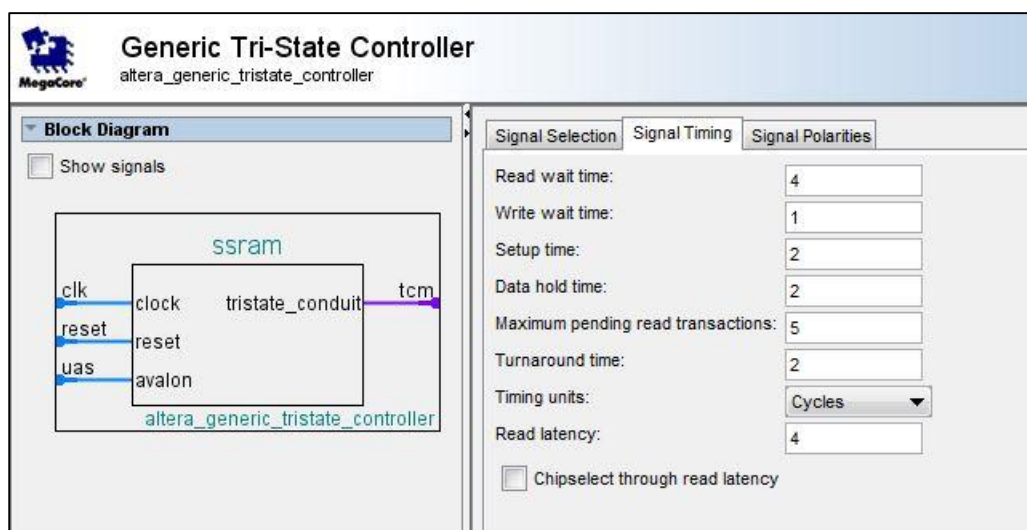 Generic Tri-State Controller
altera_generic_tristate_controller
MegaCore®
Block Diagram
Show signals
ssram
clk
clock
tristate_conduit
tcm
reset
reset
uas
avalon
altera_generic_tristate_controller
Signal Selection Signal Timing Signal Polarities
Read wait time: 4
Write wait time: 1
Setup time: 2
Data hold time: 2
Maximum pending read transactions: 5
Turnaround time: 2
Timing units: Cycles
Read latency: 4
Chipselect through read latency